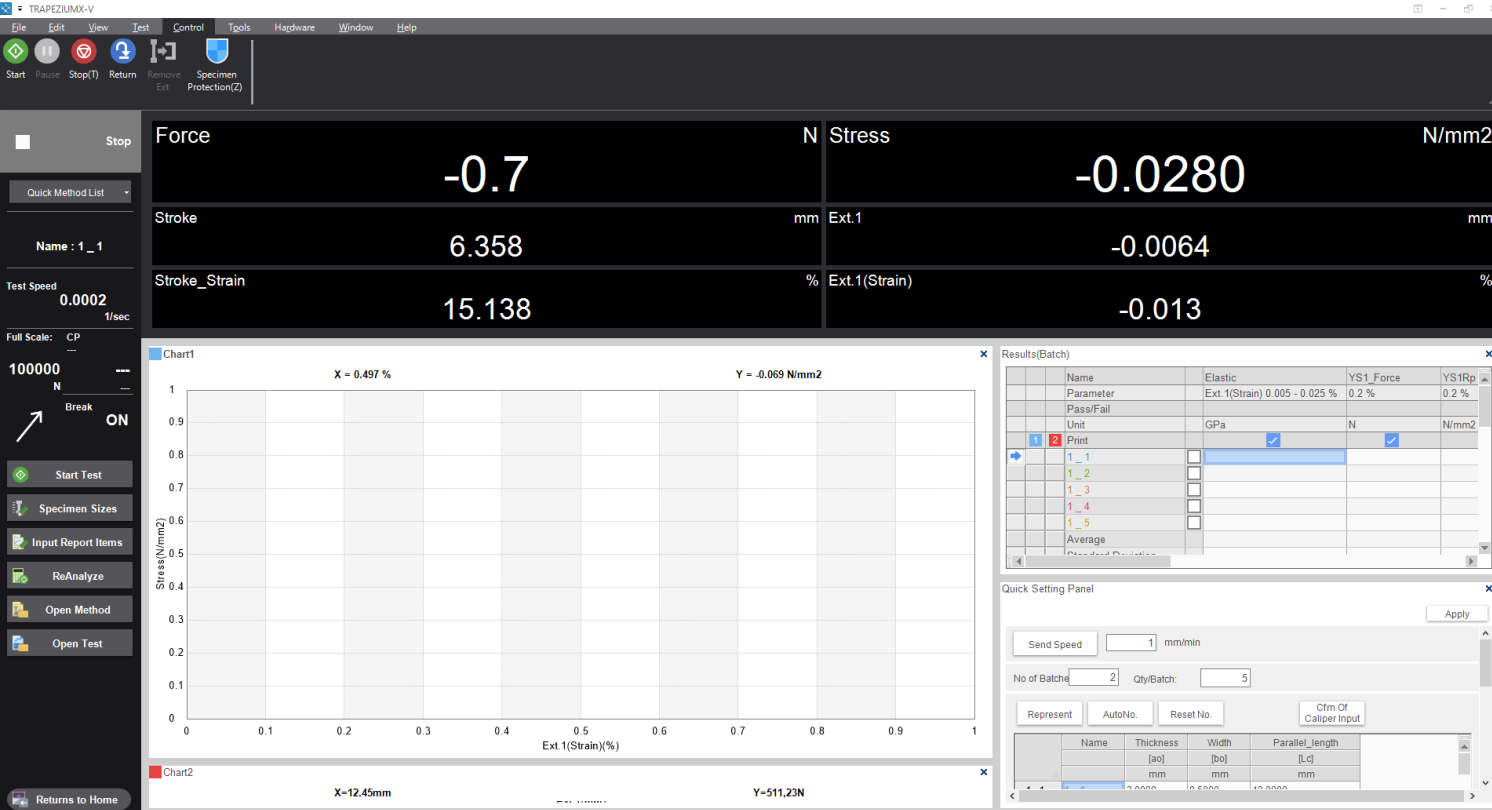 TRAPEZIUMX-V
File Edit View Test Control Tools Hardware Window Help
Start Pause Stop(T) Return Remove Ext Specimen Protection(Z)
Stop
Quick Method List
Name : 1 _ 1
Test Speed
0.0002
1/sec
Full Scale: CP
---
100000 ---
N ---
Break
ON
Start Test
Specimen Sizes
Input Report Items
ReAnalyze
Open Method
Open Test
Returns to Home
Force N
-0.7
Stress N/mm2
-0.0280
Stroke mm
6.358
Ext.1 mm
-0.0064
Stroke_Strain %
15.138
Ext.1(Strain) %
-0.013
Chart1
X = 0.497 % Y = -0.069 N/mm2
1
0.9
0.8
0.7
0.6
0.5
0.4
0.3
0.2
0.1
0
Stress(N/mm2)
0 0.1 0.2 0.3 0.4 0.5 0.6 0.7 0.8 0.9 1
Ext.1(Strain)(%)
Chart2
X=12.45mm Y=511,23N
Results(Batch)
Name Elastic YS1_Force YS1Rp
Parameter Ext.1(Strain) 0.005 - 0.025 % 0.2 % 0.2 %
Pass/Fail
Unit GPa N N/mm2
1 2 Print
1 _ 1
1 _ 2
1 _ 3
1 _ 4
1 _ 5
Average
Standard Deviation
Quick Setting Panel
Apply
Send Speed 1 mm/min
No of Batche 2 Qty/Batch: 5
Represent AutoNo. Reset No. Cfm Of Caliper Input
Name Thickness Width Parallel_length
[ao] [bo] [Lc]
mm mm mm